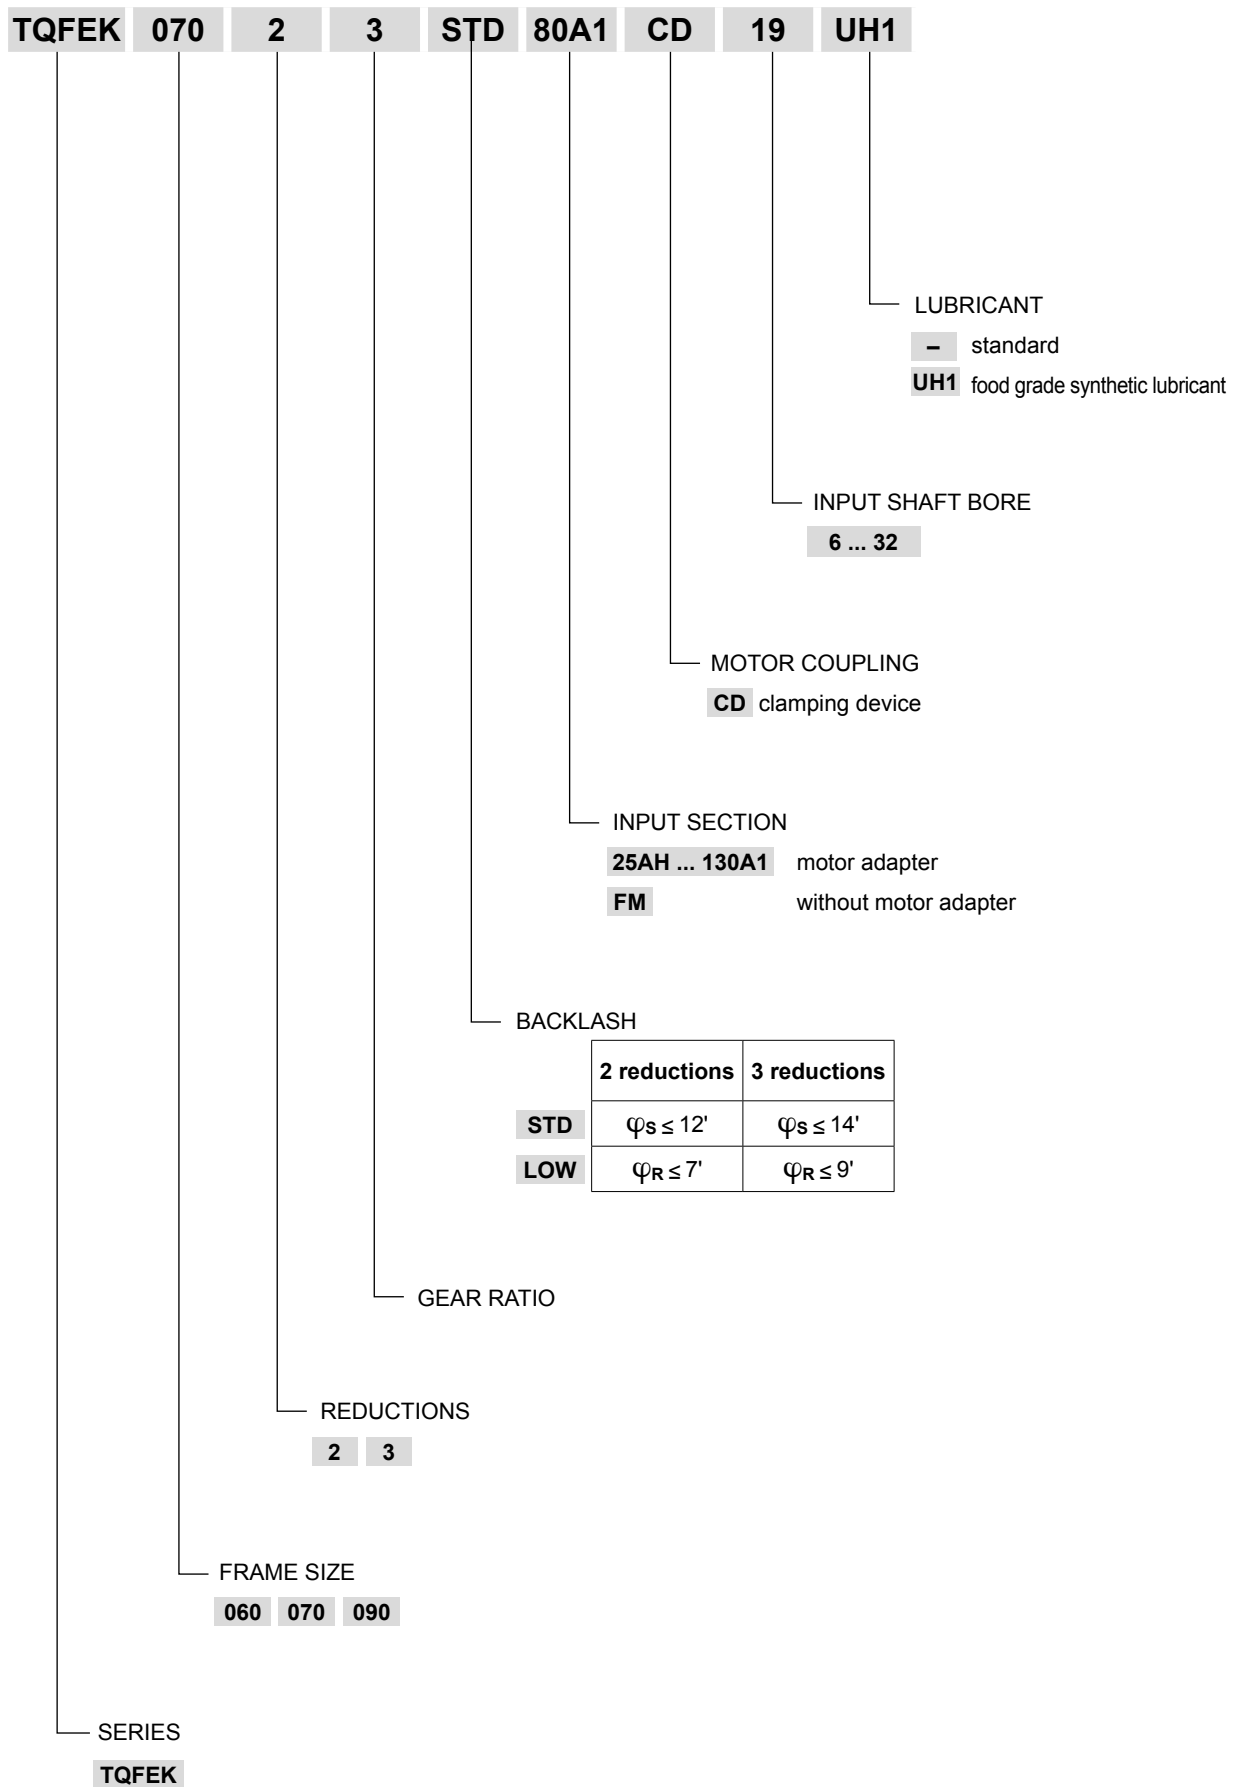 TQFEK 070 2 3 STD 80A1 CD 19 UH1
LUBRICANT
– standard
UH1 food grade synthetic lubricant
INPUT SHAFT BORE
6 ... 32
MOTOR COUPLING
CD clamping device
INPUT SECTION
25AH ... 130A1 motor adapter
FM without motor adapter
BACKLASH
2 reductions 3 reductions
STD φS ≤ 12' φS ≤ 14'
LOW φR ≤ 7' φR ≤ 9'
GEAR RATIO
REDUCTIONS
2 3
FRAME SIZE
060 070 090
SERIES
TQFEK